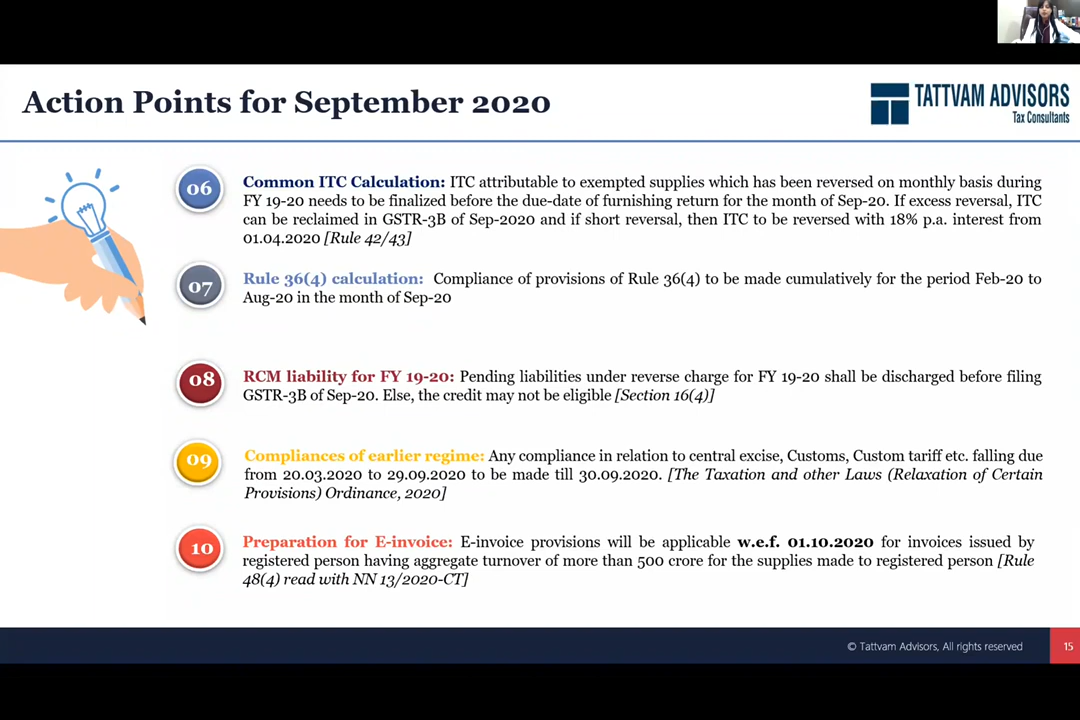 Action Points for September 2020
TATTVAM ADVISORS
Tax Consultants
06
Common ITC Calculation: ITC attributable to exempted supplies which has been reversed on monthly basis during
FY 19-20 needs to be finalized before the due-date of furnishing return for the month of Sep-20. If excess reversal, ITC
can be reclaimed in GSTR-3B of Sep-2020 and if short reversal, then ITC to be reversed with 18% p.a. interest from
01.04.2020 [Rule 42/43]
07
Rule 36(4) calculation: Compliance of provisions of Rule 36(4) to be made cumulatively for the period Feb-20 to
Aug-20 in the month of Sep-20
08
RCM liability for FY 19-20: Pending liabilities under reverse charge for FY 19-20 shall be discharged before filing
GSTR-3B of Sep-20. Else, the credit may not be eligible [Section 16(4)]
09
Compliances of earlier regime: Any compliance in relation to central excise, Customs, Custom tariff etc. falling due
from 20.03.2020 to 29.09.2020 to be made till 30.09.2020. [The Taxation and other Laws (Relaxation of Certain
Provisions) Ordinance, 2020]
10
Preparation for E-invoice: E-invoice provisions will be applicable w.e.f. 01.10.2020 for invoices issued by
registered person having aggregate turnover of more than 500 crore for the supplies made to registered person [Rule
48(4) read with NN 13/2020-CT]
© Tattvam Advisors, All rights reserved
15